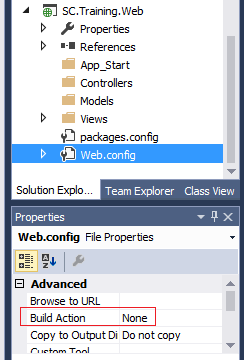 SC.Training.Web
Properties
References
App_Start
Controllers
Models
Views
packages.config
Web.config
Solution Explo... Team Explorer Class View
Properties
Web.config File Properties
Advanced
Browse to URL
Build Action None
Copy to Output Di Do not copy
Custom Tool